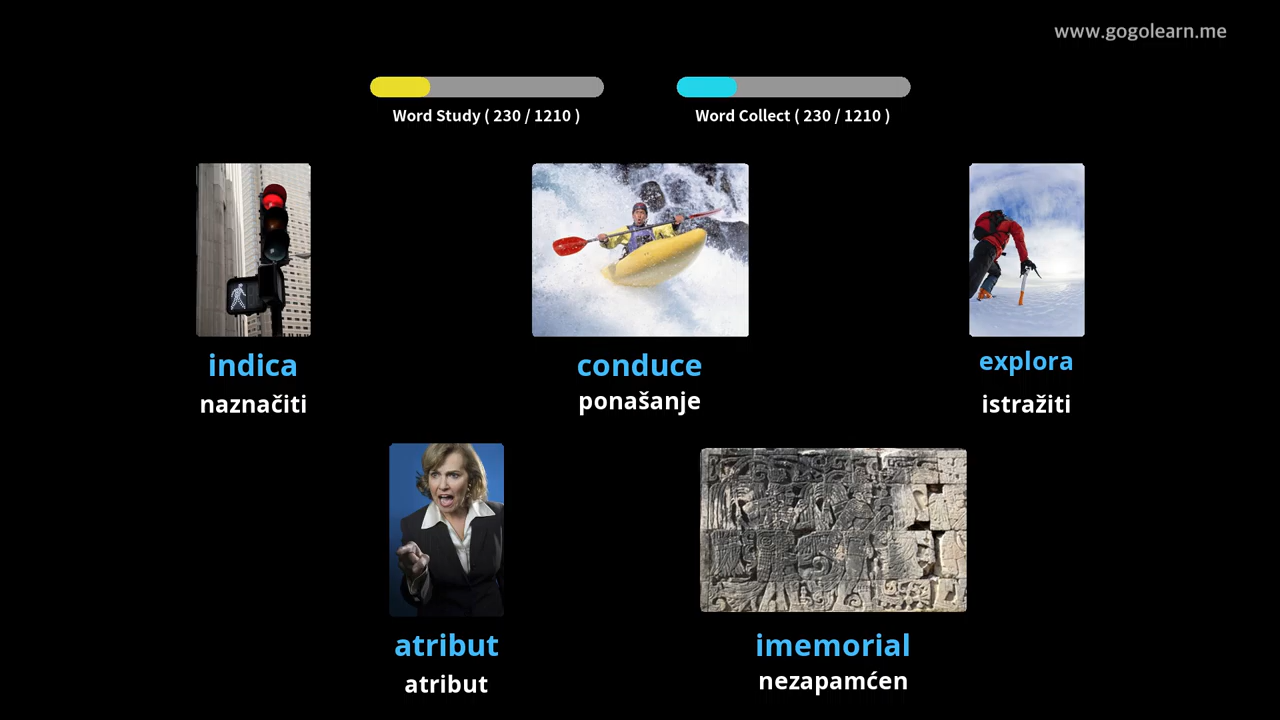 www.gogolearn.me
Word Study ( 230 / 1210 )
Word Collect ( 230 / 1210 )
indica
naznačiti
conduce
ponašanje
explora
istražiti
atribut
atribut
imemorial
nezapamćen